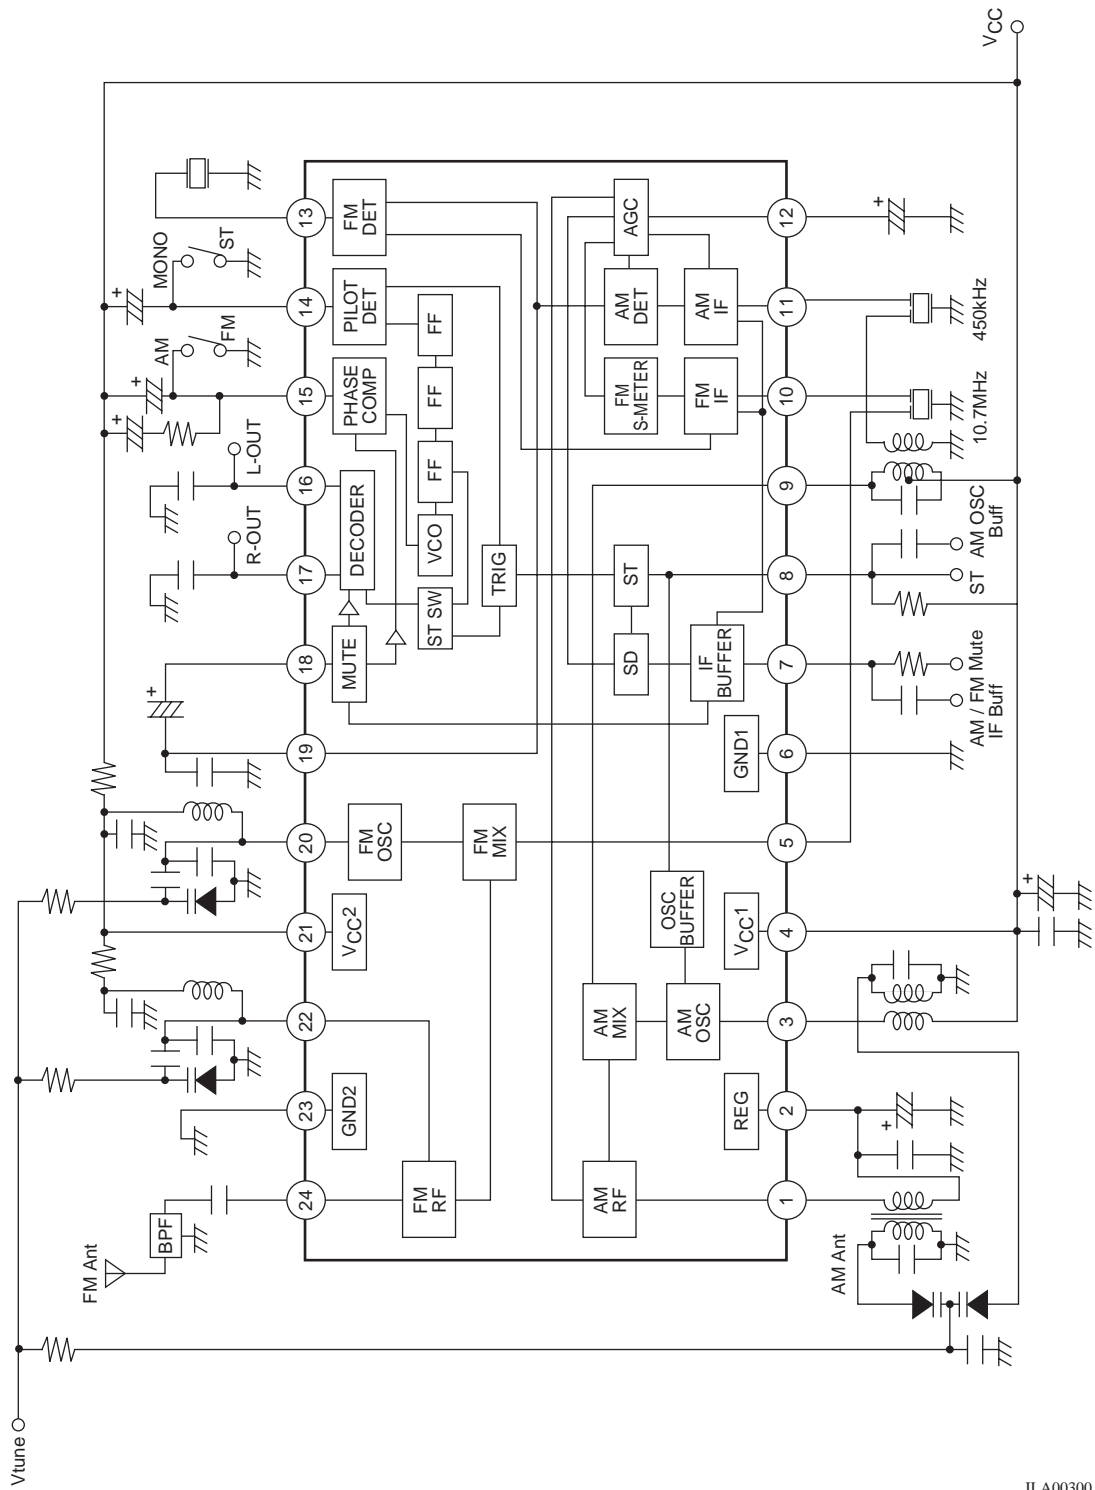 VCC
13
14
15
16
17
18
19
20
21
22
23
24
MONO
ST
AM
FM
L-OUT
R-OUT
FM Ant
BPF
Vtune
FM
DET
PILOT
DET
PHASE
COMP
DECODER
MUTE
FF
FF
FF
VCO
ST SW
TRIG
FM
OSC
FM
MIX
VCC2
GND2
FM
RF
AGC
AM
DET
AM
IF
FM
S-METER
FM
IF
ST
SD
IF
BUFFER
GND1
OSC
BUFFER
VCC1
AM
MIX
AM
OSC
REG
AM
RF
12
11
10
9
8
7
6
5
4
3
2
1
450kHz
10.7MHz
AM OSC
Buff
ST
AM / FM Mute
IF Buff
AM Ant
+
+
+
+
+
+
+
ILA00300